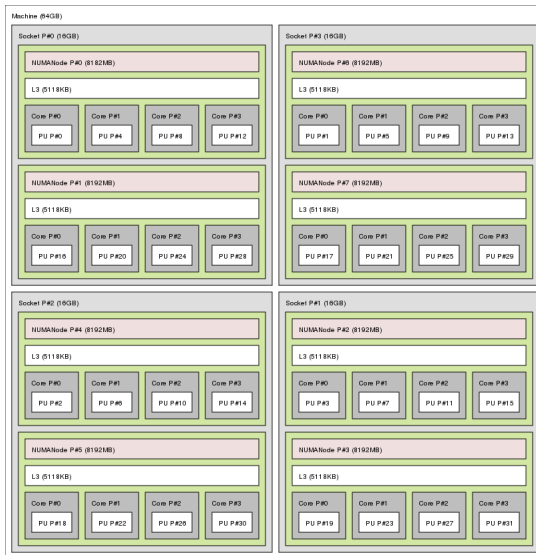 Machine (64GB)
Socket P#0 (16GB)
NUMANode P#0 (8182MB)
L3 (5118KB)
Core P#0 Core P#1 Core P#2 Core P#3
PU P#0 PU P#4 PU P#8 PU P#12
NUMANode P#1 (8192MB)
L3 (5118KB)
Core P#0 Core P#1 Core P#2 Core P#3
PU P#16 PU P#20 PU P#24 PU P#28
Socket P#3 (16GB)
NUMANode P#6 (8192MB)
L3 (5118KB)
Core P#0 Core P#1 Core P#2 Core P#3
PU P#1 PU P#5 PU P#9 PU P#13
NUMANode P#7 (8192MB)
L3 (5118KB)
Core P#0 Core P#1 Core P#2 Core P#3
PU P#17 PU P#21 PU P#25 PU P#29
Socket P#2 (16GB)
NUMANode P#4 (8192MB)
L3 (5118KB)
Core P#0 Core P#1 Core P#2 Core P#3
PU P#2 PU P#6 PU P#10 PU P#14
NUMANode P#5 (8192MB)
L3 (5118KB)
Core P#0 Core P#1 Core P#2 Core P#3
PU P#18 PU P#22 PU P#26 PU P#30
Socket P#1 (16GB)
NUMANode P#2 (8192MB)
L3 (5118KB)
Core P#0 Core P#1 Core P#2 Core P#3
PU P#3 PU P#7 PU P#11 PU P#15
NUMANode P#3 (8192MB)
L3 (5118KB)
Core P#0 Core P#1 Core P#2 Core P#3
PU P#19 PU P#23 PU P#27 PU P#31